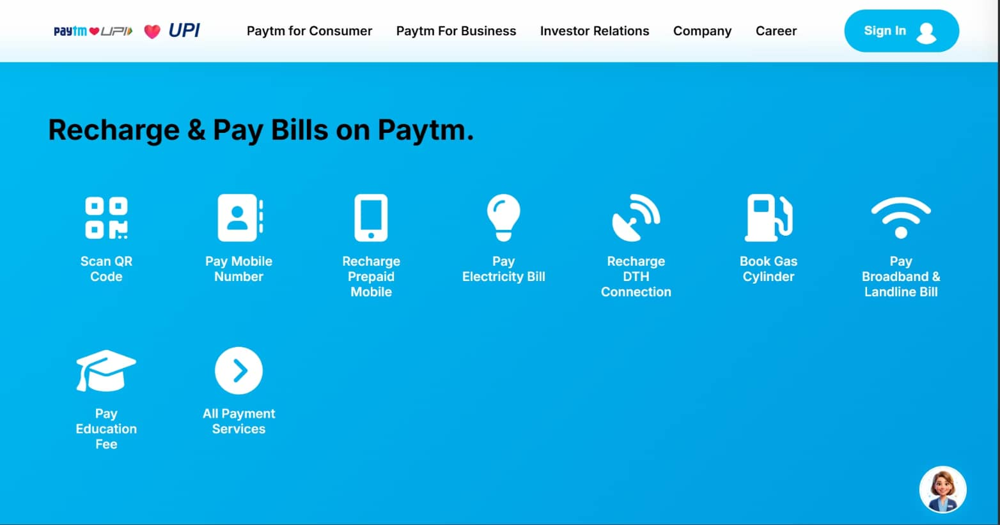 paytm UPI UPI
Paytm for Consumer
Paytm For Business
Investor Relations
Company
Career
Sign In
Recharge & Pay Bills on Paytm.
Scan QR
Code
Pay Mobile
Number
Recharge
Prepaid
Mobile
Pay
Electricity Bill
Recharge
DTH
Connection
Book Gas
Cylinder
Pay
Broadband &
Landline Bill
Pay
Education
Fee
All Payment
Services